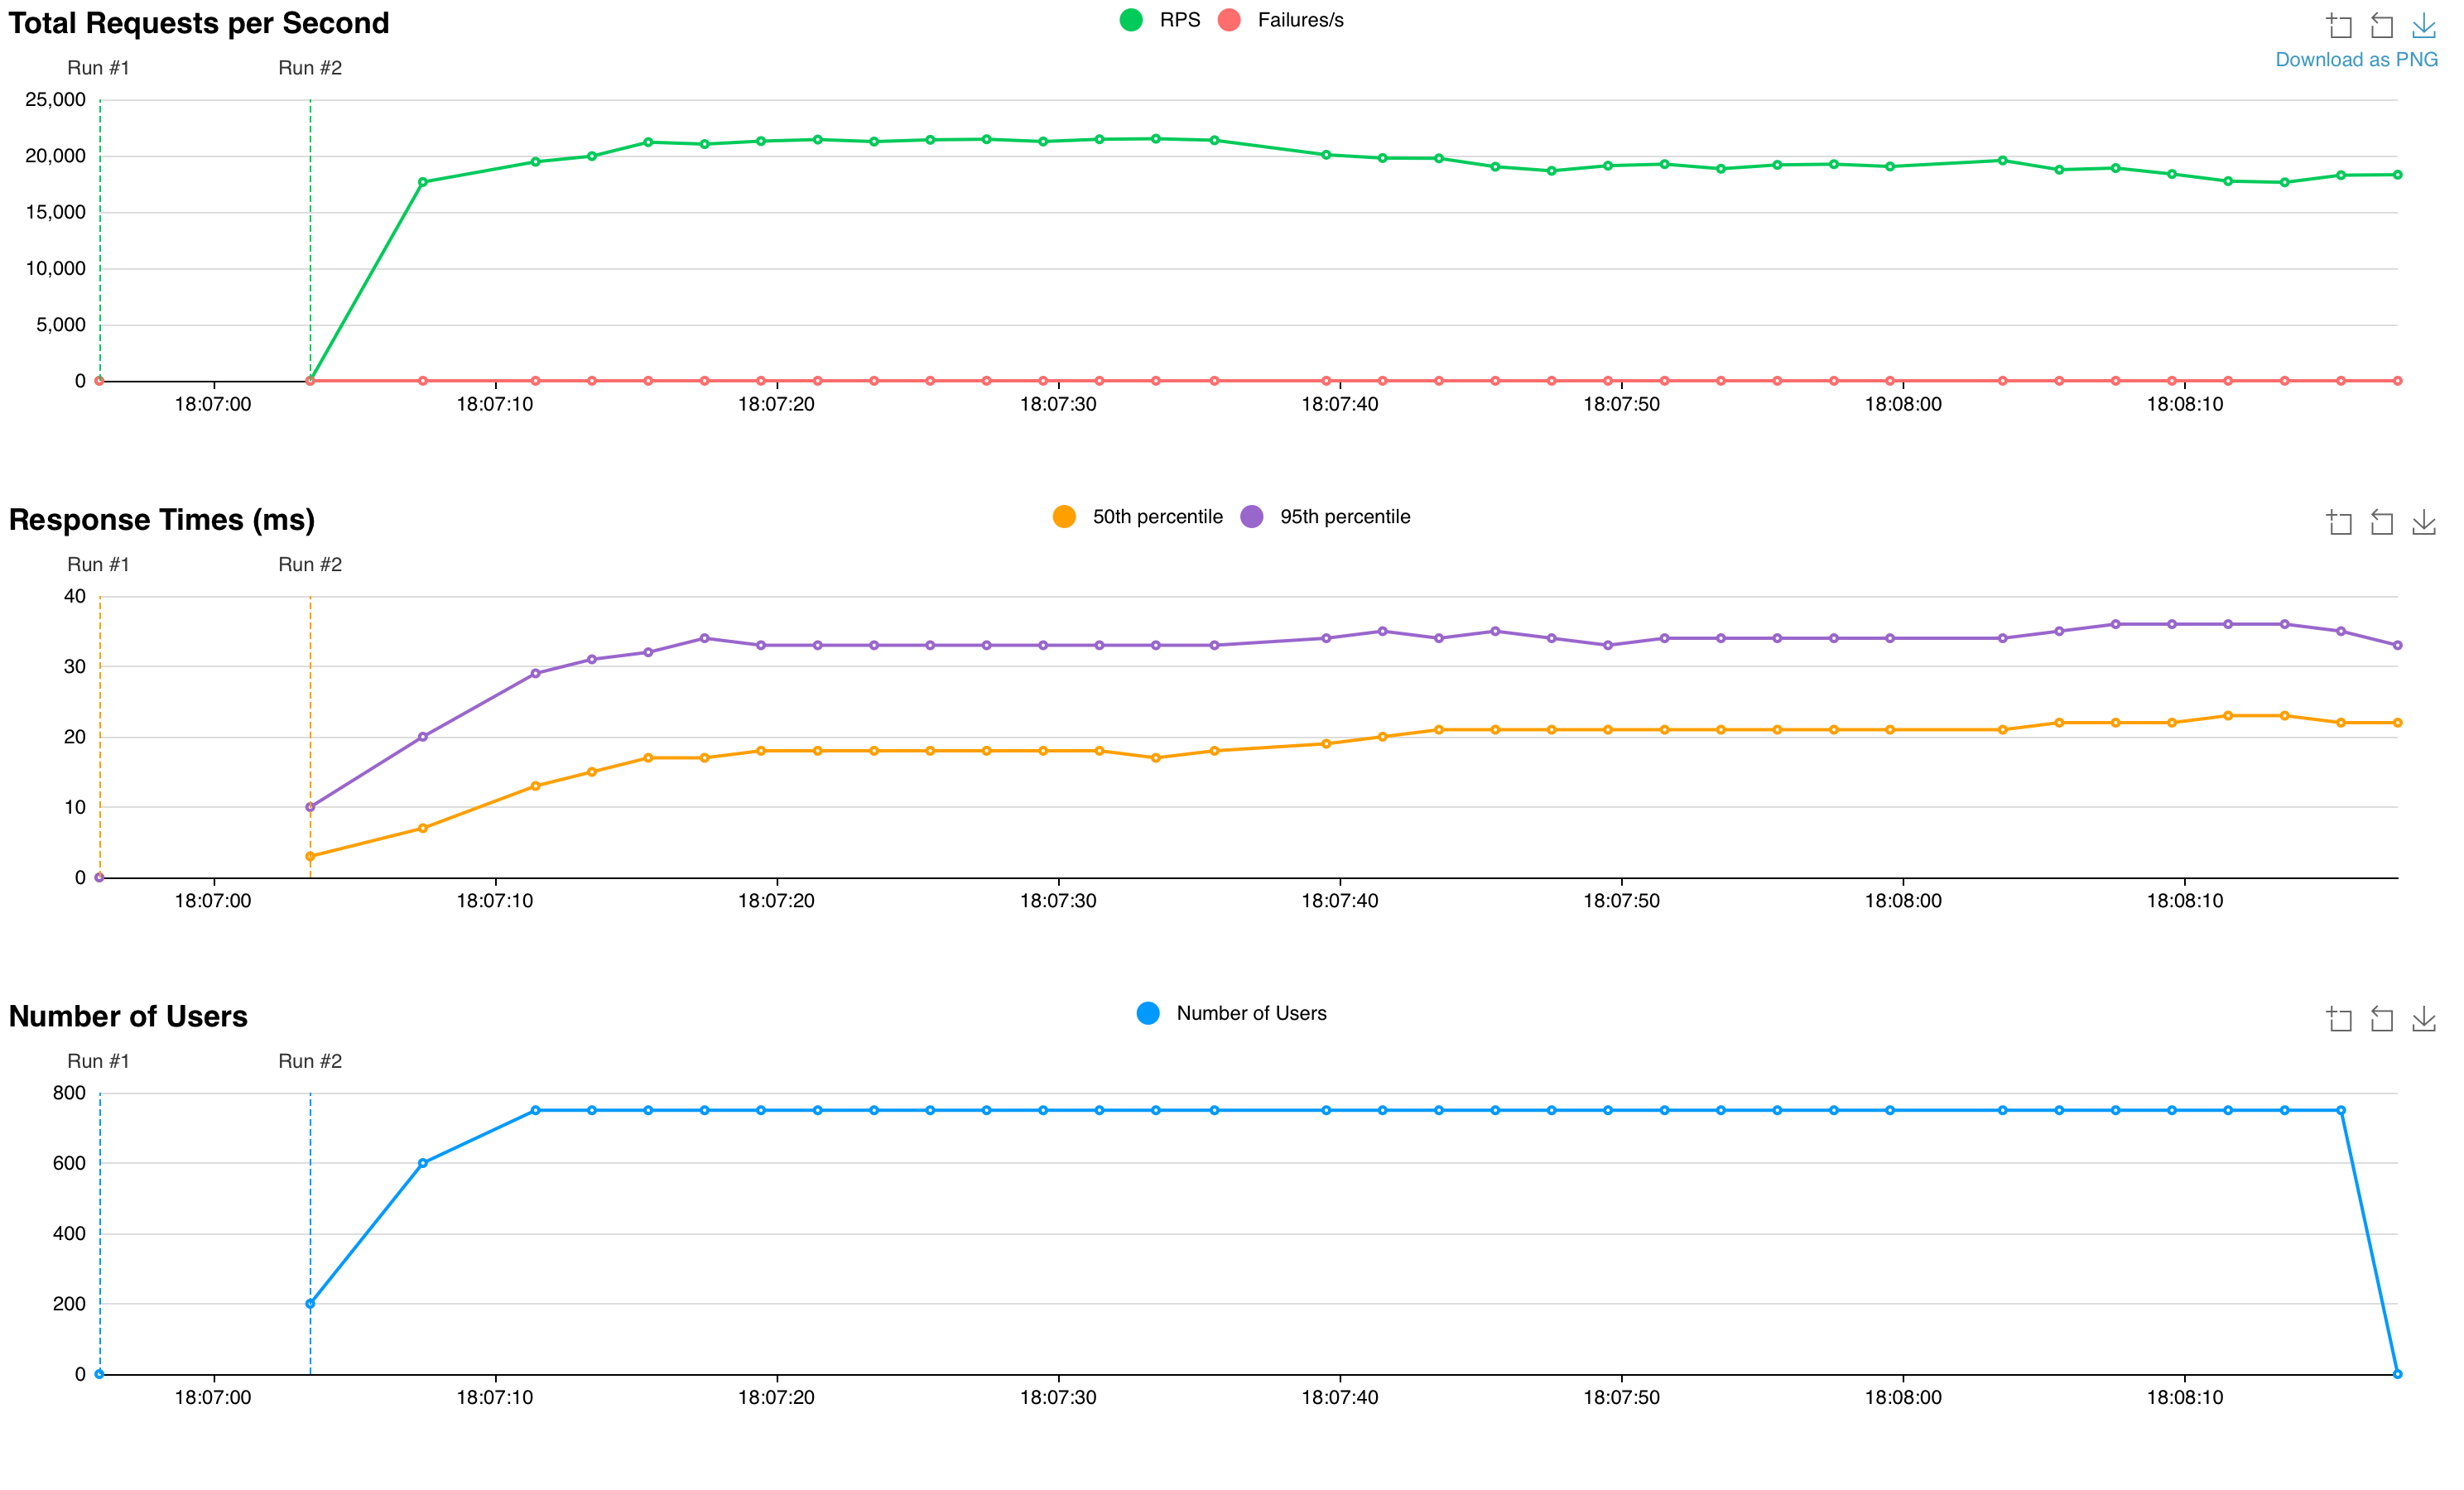 Total Requests per Second
RPS Failures/s
Download as PNG
Run #1 Run #2
25,000
20,000
15,000
10,000
5,000
0
18:07:00 18:07:10 18:07:20 18:07:30 18:07:40 18:07:50 18:08:00 18:08:10
Response Times (ms)
50th percentile 95th percentile
Run #1 Run #2
40
30
20
10
0
18:07:00 18:07:10 18:07:20 18:07:30 18:07:40 18:07:50 18:08:00 18:08:10
Number of Users
Number of Users
Run #1 Run #2
800
600
400
200
0
18:07:00 18:07:10 18:07:20 18:07:30 18:07:40 18:07:50 18:08:00 18:08:10